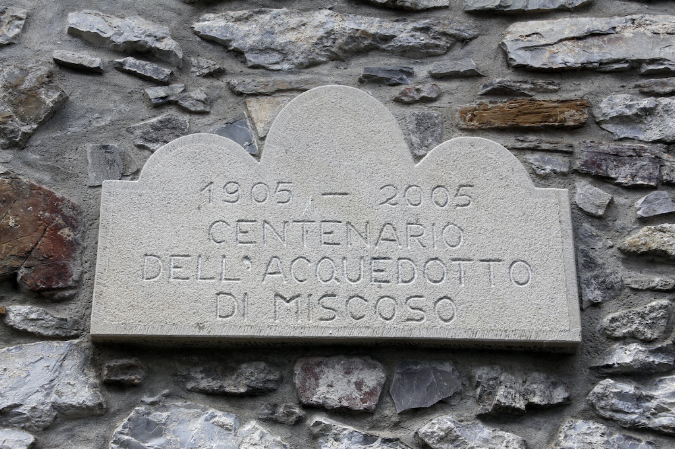 1905 — 2005
CENTENARIO
DELL'ACQUEDOTTO
DI MISCOSO